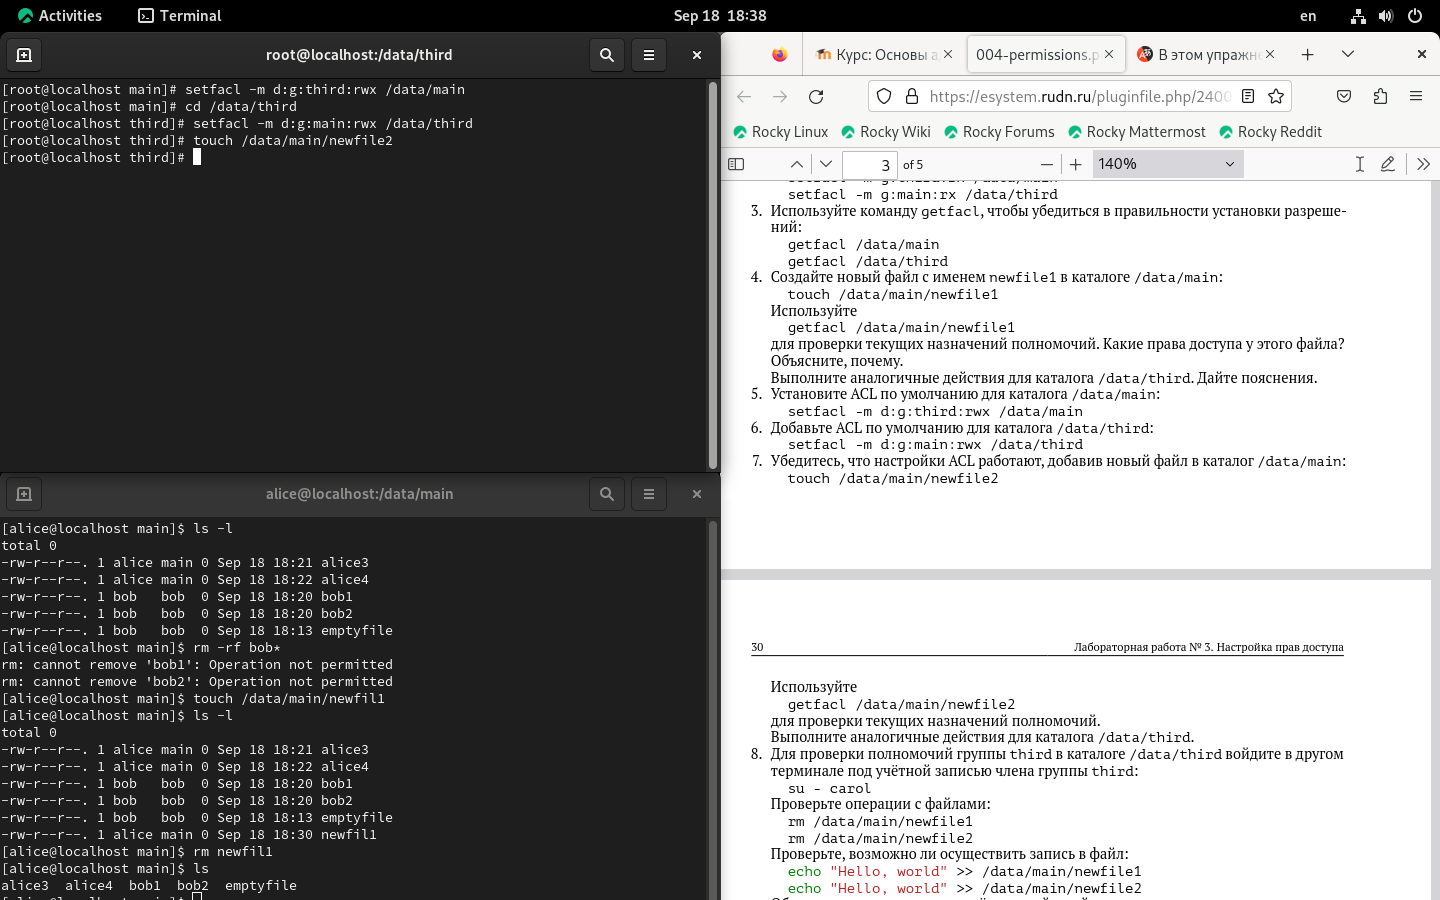 Activities
Terminal
Sep 18 18:38
en
root@localhost:/data/third
[root@localhost main]# setfacl -m d:g:third:rwx /data/main
[root@localhost main]# cd /data/third
[root@localhost third]# setfacl -m d:g:main:rwx /data/third
[root@localhost third]# touch /data/main/newfile2
[root@localhost third]#
alice@localhost:/data/main
[alice@localhost main]$ ls -l
total 0
-rw-r--r--. 1 alice main 0 Sep 18 18:21 alice3
-rw-r--r--. 1 alice main 0 Sep 18 18:22 alice4
-rw-r--r--. 1 bob   bob  0 Sep 18 18:20 bob1
-rw-r--r--. 1 bob   bob  0 Sep 18 18:20 bob2
-rw-r--r--. 1 bob   bob  0 Sep 18 18:13 emptyfile
[alice@localhost main]$ rm -rf bob*
rm: cannot remove 'bob1': Operation not permitted
rm: cannot remove 'bob2': Operation not permitted
[alice@localhost main]$ touch /data/main/newfil1
[alice@localhost main]$ ls -l
total 0
-rw-r--r--. 1 alice main 0 Sep 18 18:21 alice3
-rw-r--r--. 1 alice main 0 Sep 18 18:22 alice4
-rw-r--r--. 1 bob   bob  0 Sep 18 18:20 bob1
-rw-r--r--. 1 bob   bob  0 Sep 18 18:20 bob2
-rw-r--r--. 1 bob   bob  0 Sep 18 18:13 emptyfile
-rw-r--r--. 1 alice main 0 Sep 18 18:30 newfil1
[alice@localhost main]$ rm newfil1
[alice@localhost main]$ ls
alice3  alice4  bob1  bob2  emptyfile
Курс: Основы а
004-permissions.p
В этом упражне
https://esystem.rudn.ru/pluginfile.php/2400
Rocky Linux
Rocky Wiki
Rocky Forums
Rocky Mattermost
Rocky Reddit
3 of 5
140%
setfacl -m g:main:rx /data/third
3. Используйте команду getfacl, чтобы убедиться в правильности установки разреше-
ний:
getfacl /data/main
getfacl /data/third
4. Создайте новый файл с именем newfile1 в каталоге /data/main:
touch /data/main/newfile1
Используйте
getfacl /data/main/newfile1
для проверки текущих назначений полномочий. Какие права доступа у этого файла?
Объясните, почему.
Выполните аналогичные действия для каталога /data/third. Дайте пояснения.
5. Установите ACL по умолчанию для каталога /data/main:
setfacl -m d:g:third:rwx /data/main
6. Добавьте ACL по умолчанию для каталога /data/third:
setfacl -m d:g:main:rwx /data/third
7. Убедитесь, что настройки ACL работают, добавив новый файл в каталог /data/main:
touch /data/main/newfile2
30 Лабораторная работа № 3. Настройка прав доступа
Используйте
getfacl /data/main/newfile2
для проверки текущих назначений полномочий.
Выполните аналогичные действия для каталога /data/third.
8. Для проверки полномочий группы third в каталоге /data/third войдите в другом
терминале под учётной записью члена группы third:
su - carol
Проверьте операции с файлами:
rm /data/main/newfile1
rm /data/main/newfile2
Проверьте, возможно ли осуществить запись в файл:
echo "Hello, world" >> /data/main/newfile1
echo "Hello, world" >> /data/main/newfile2